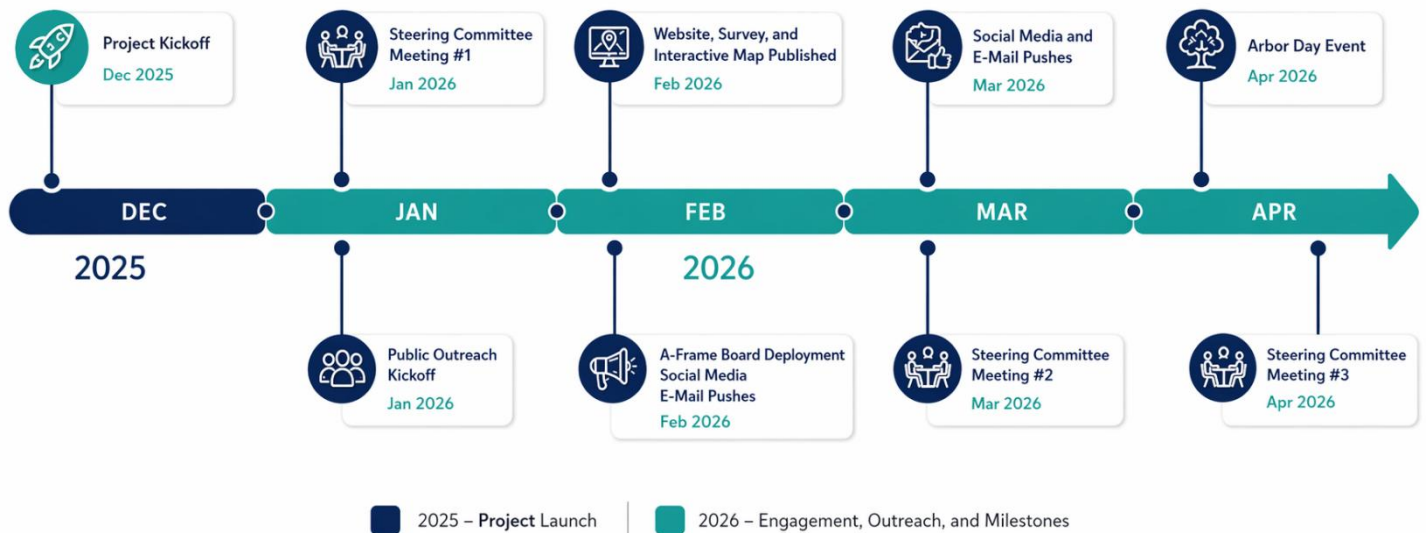 Project Kickoff
Dec 2025
Steering Committee
Meeting #1
Jan 2026
Website, Survey, and
Interactive Map Published
Feb 2026
Social Media and
E-Mail Pushes
Mar 2026
Arbor Day Event
Apr 2026
DEC
JAN
FEB
MAR
APR
2025
2026
Public Outreach
Kickoff
Jan 2026
A-Frame Board Deployment
Social Media
E-Mail Pushes
Feb 2026
Steering Committee
Meeting #2
Mar 2026
Steering Committee
Meeting #3
Apr 2026
2025 – Project Launch
2026 – Engagement, Outreach, and Milestones